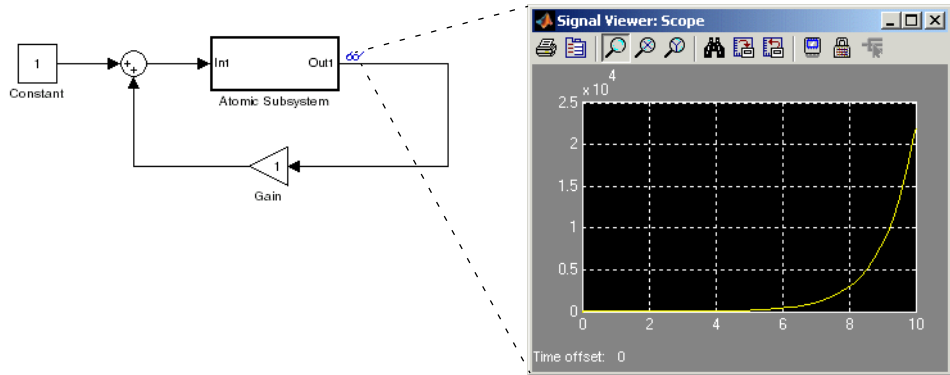 1
Constant
+
+
In1
Out1
Atomic Subsystem
1
Gain
Signal Viewer: Scope
x 10
4
2.5
2
1.5
1
0.5
0
0
2
4
6
8
10
Time offset: 0